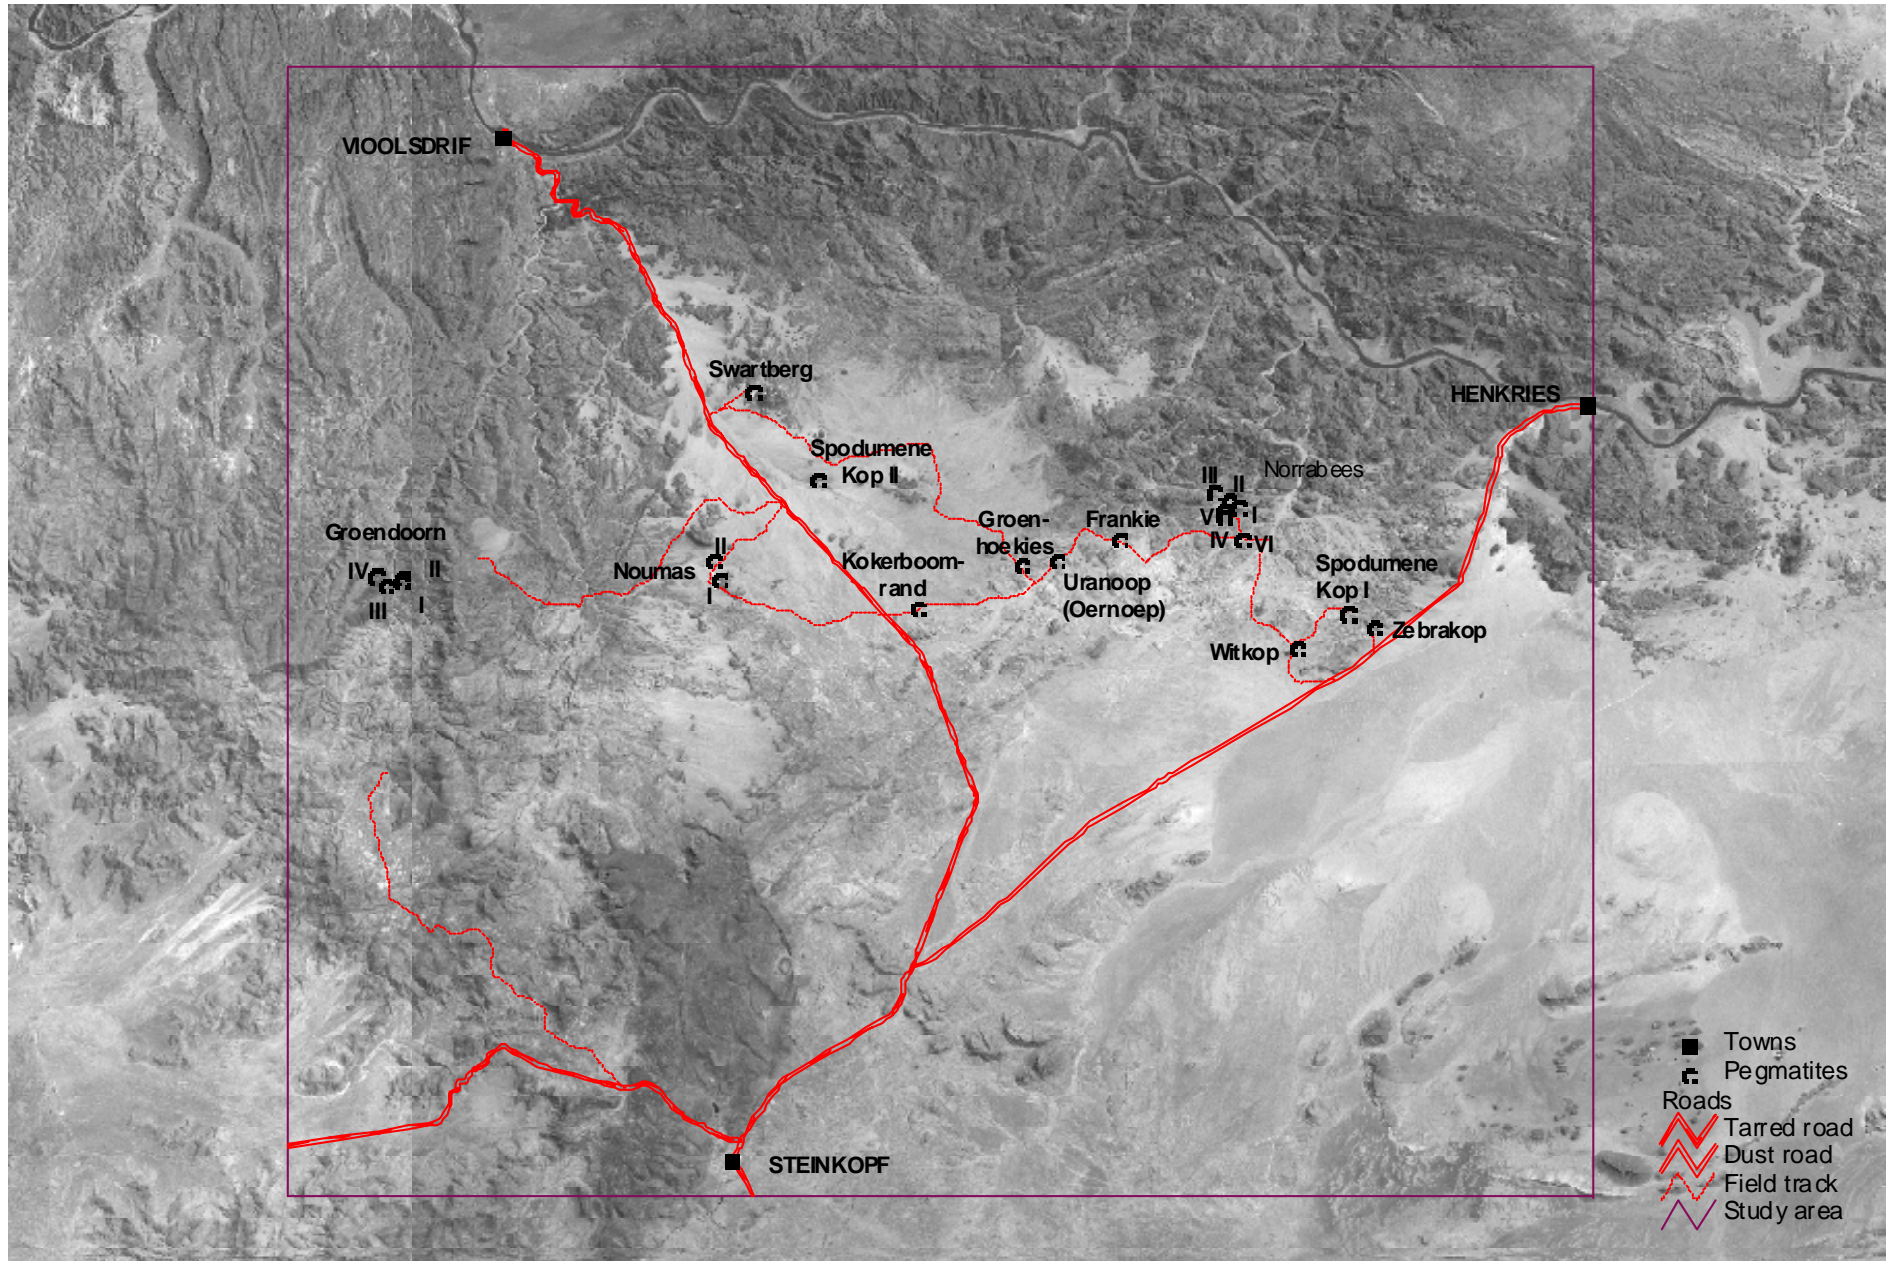 VIOOLSDRIF
Swartberg
HENKRIES
Spodumene
Kop II
Norrabees
III
II
I
V
IV
VI
Groen-
hoekies
Frankie
Groendoorn
IV
II
III
I
Noumas
II
I
Kokerboom-
rand
Uranoop
(Oernoep)
Spodumene
Kop I
Zebrakop
Witkop
STEINKOPF
Towns
Pegmatites
Roads
Tarred road
Dust road
Field track
Study area